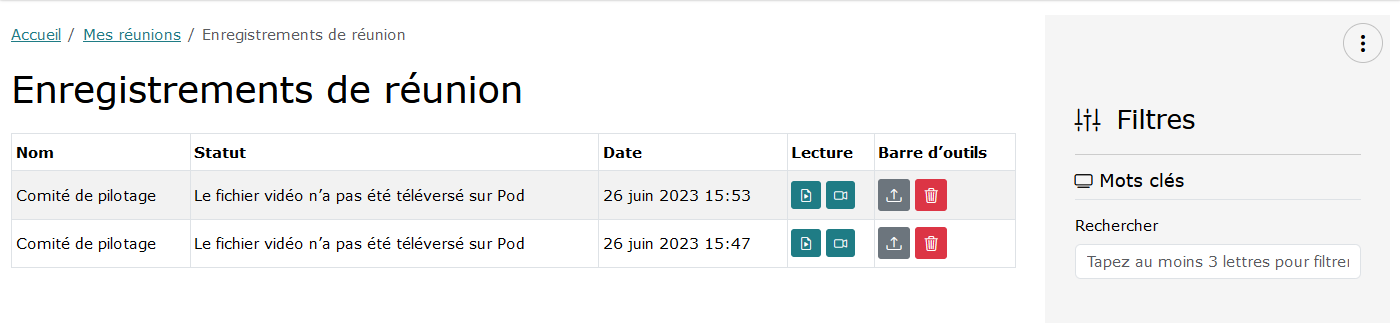 Accueil / Mes réunions / Enregistrements de réunion
Enregistrements de réunion
Nom Statut Date Lecture Barre d’outils
Comité de pilotage Le fichier vidéo n’a pas été téléversé sur Pod 26 juin 2023 15:53
Comité de pilotage Le fichier vidéo n’a pas été téléversé sur Pod 26 juin 2023 15:47
Filtres
Mots clés
Rechercher
Tapez au moins 3 lettres pour filtrer